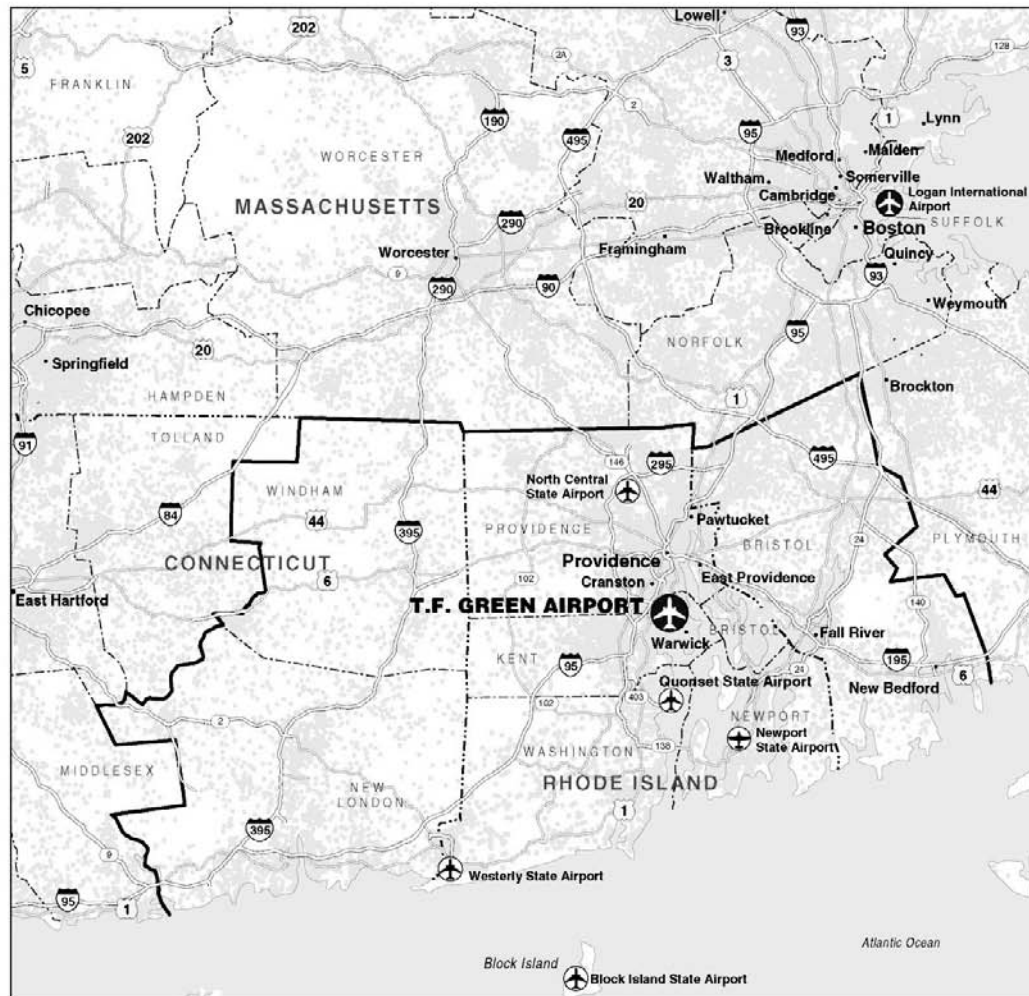 Lowell
202
93
5
2A
3
128
FRANKLIN
190
2
1
Lynn
202
495
95
WORCESTER
Medford
Malden
Waltham
Somerville
Cambridge
Logan International
Airport
MASSACHUSETTS
20
290
Brookline
Boston
SUFFOLK
Worcester
Framingham
Quincy
9
290
90
93
Chicopee
Weymouth
95
20
NORFOLK
Springfield
Brockton
HAMPDEN
1
TOLLAND
91
146
295
495
North Central
State Airport
WINDHAM
44
84
44
PROVIDENCE
Pawtucket
395
24
BRISTOL
PLYMOUTH
CONNECTICUT
Providence
6
102
Cranston
East Providence
East Hartford
T.F. GREEN AIRPORT
140
BRISTOL
Fall River
Warwick
KENT
95
24
195
6
Quonset State Airport
New Bedford
403
102
2
NEWPORT
Newport
State Airport
WASHINGTON
138
MIDDLESEX
RHODE ISLAND
NEW
LONDON
1
395
9
Westerly State Airport
95
1
Atlantic Ocean
Block Island
Block Island State Airport